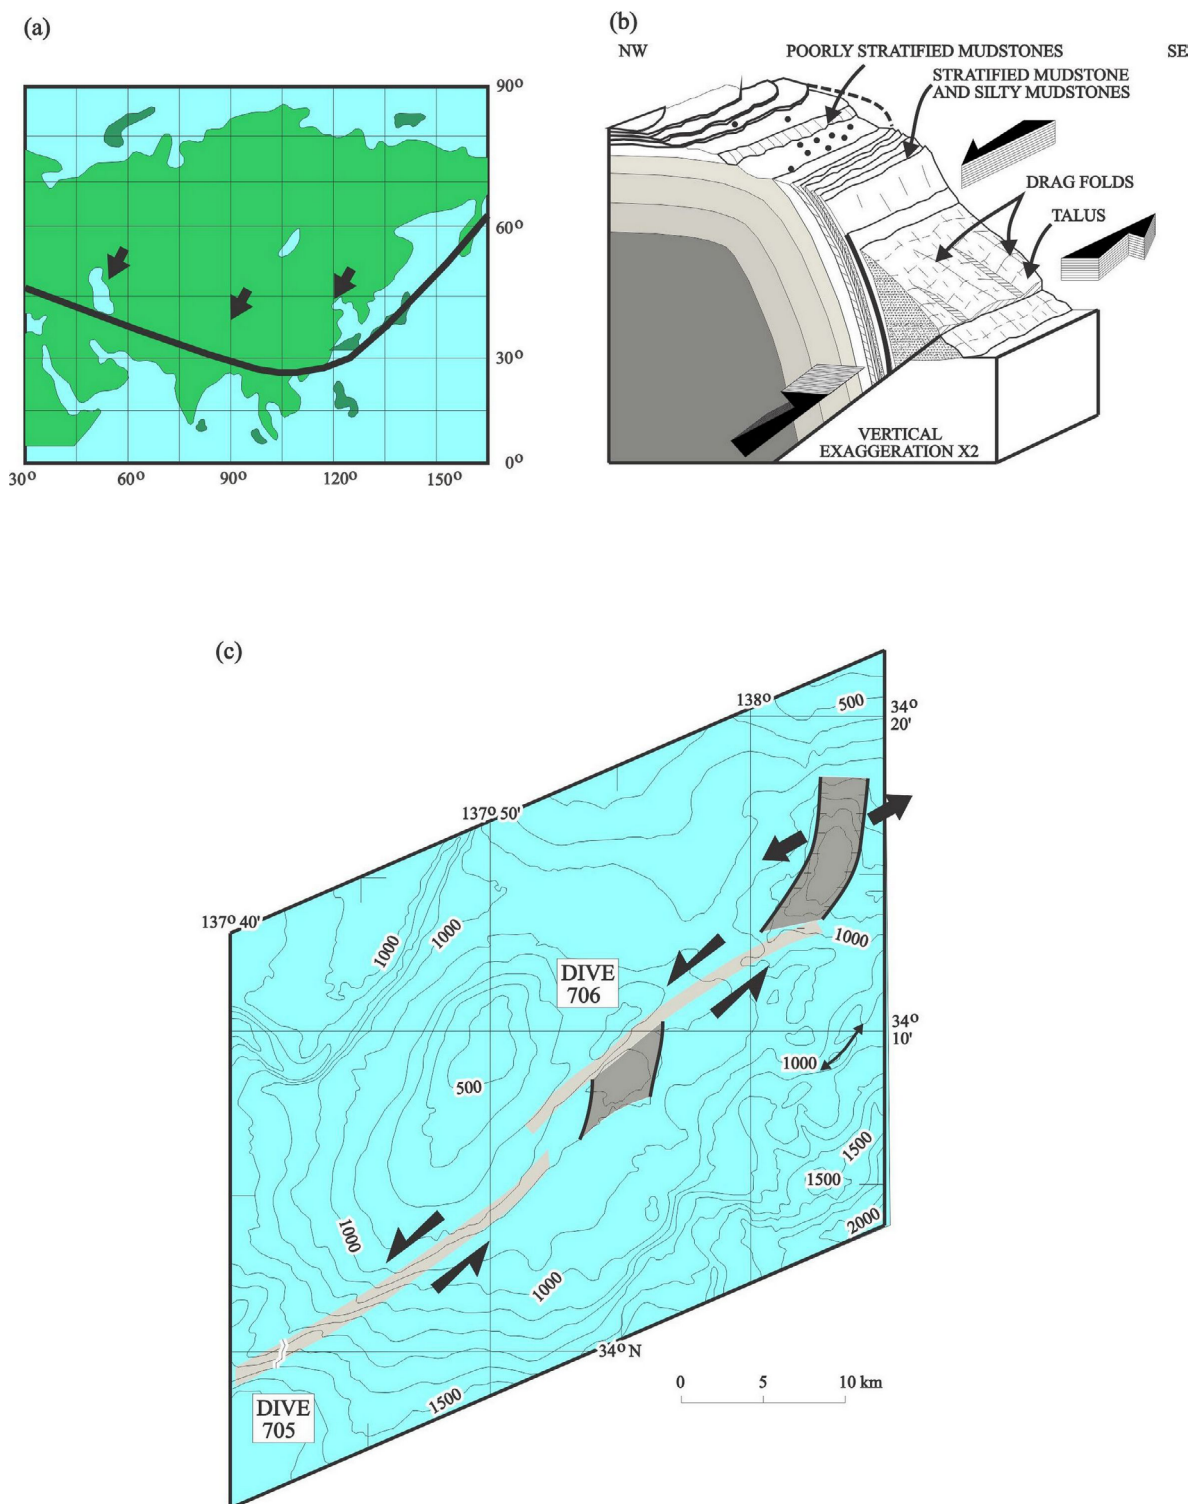 (a)
90°
60°
30°
0°
30° 60° 90° 120° 150°
(b)
NW
SE
POORLY STRATIFIED MUDSTONES
STRATIFIED MUDSTONE
AND SILTY MUDSTONES
DRAG FOLDS
TALUS
VERTICAL
EXAGGERATION X2
(c)
138°
500
34°
20'
137° 50'
137° 40'
1000
1000
1000
DIVE
706
34°
10'
1000
500
1500
1500
1000
2000
1000
34° N
1500
DIVE
705
0 5 10 km